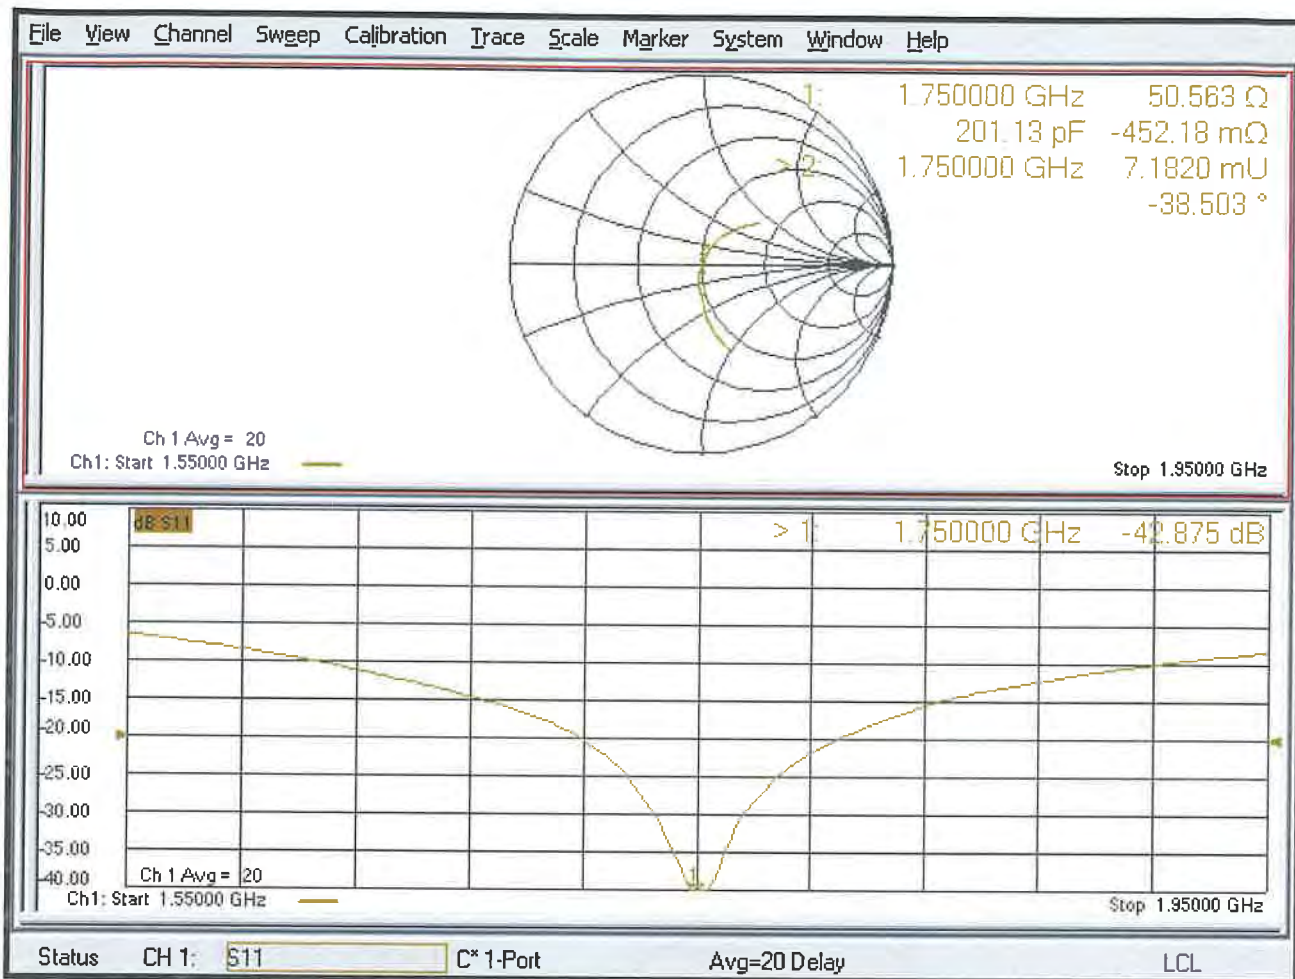 File View Channel Sweep Calibration Trace Scale Marker System Window Help
1: 1.750000 GHz 50.563 Ω
201.13 pF -452.18 mΩ
> 2: 1.750000 GHz 7.1820 mU
-38.503 °
Ch 1 Avg = 20
Ch1: Start 1.55000 GHz
Stop 1.95000 GHz
10.00
dB S11
> 1: 1.750000 GHz -42.875 dB
5.00
0.00
-5.00
-10.00
-15.00
-20.00
-25.00
-30.00
-35.00
-40.00
1
Ch 1 Avg = 20
Ch1: Start 1.55000 GHz
Stop 1.95000 GHz
Status CH 1: S11 C* 1-Port Avg=20 Delay LCL